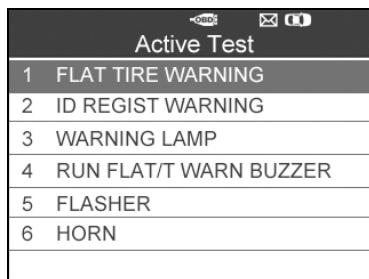 OBD
Active Test
1 FLAT TIRE WARNING
2 ID REGIST WARNING
3 WARNING LAMP
4 RUN FLAT/T WARN BUZZER
5 FLASHER
6 HORN